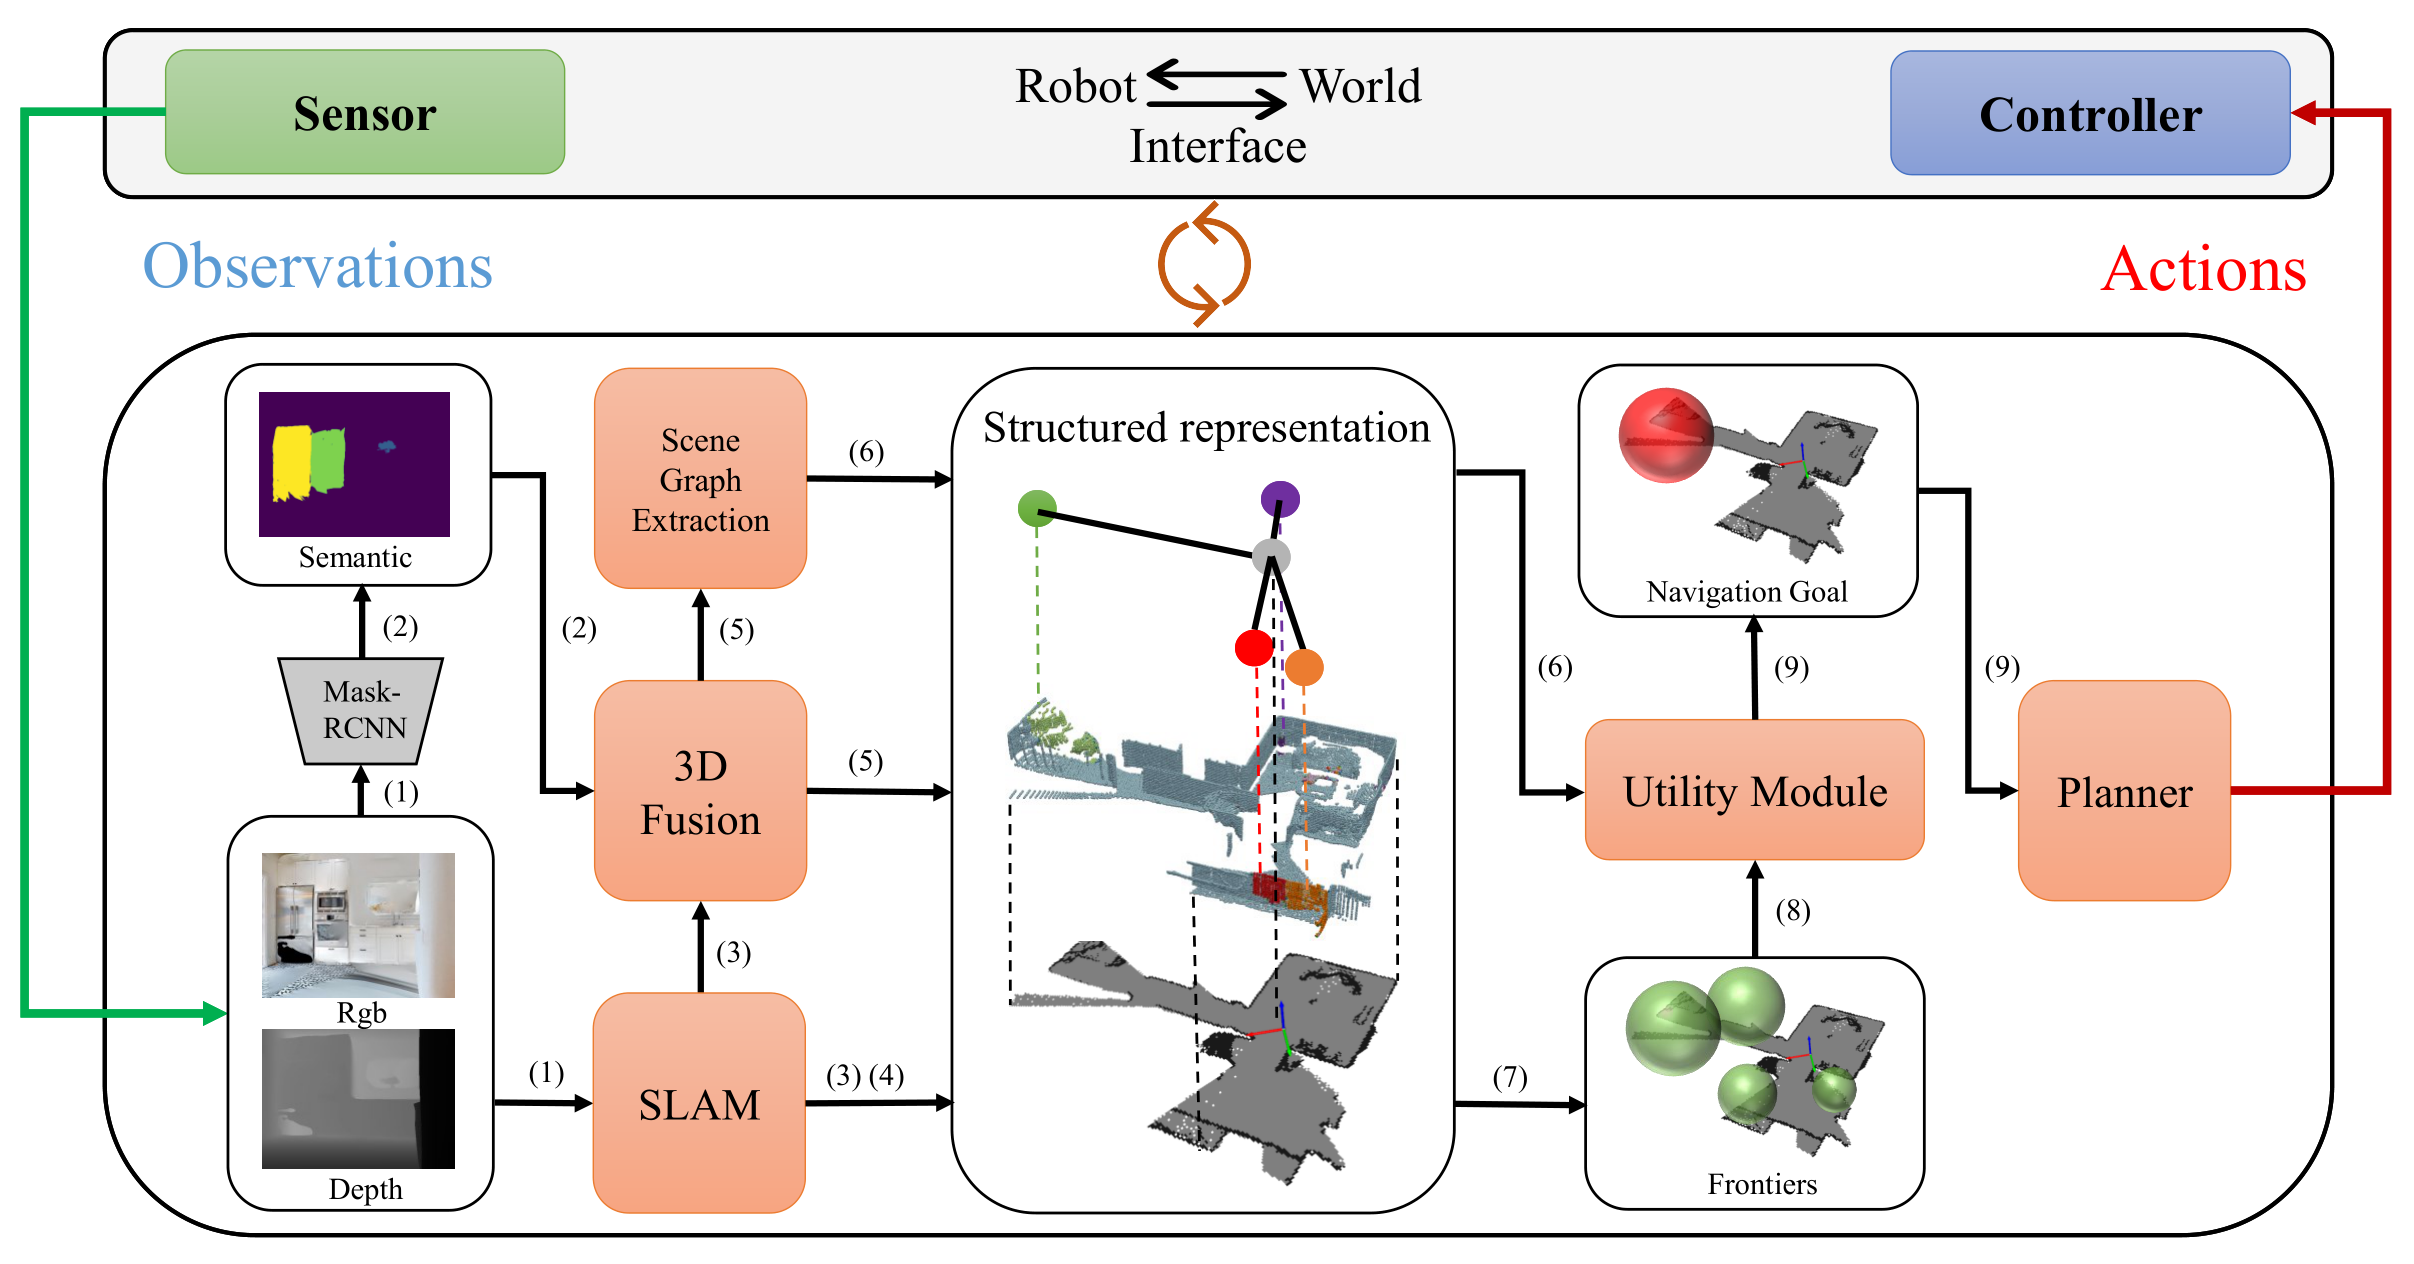 Sensor
Robot
World
Interface
Controller
Observations
Actions
Semantic
(2)
(2)
Mask-
RCNN
(1)
Rgb
Depth
(1)
Scene
Graph
Extraction
(6)
(5)
3D
Fusion
(5)
(3)
SLAM
(3) (4)
Structured representation
(6)
(7)
Navigation Goal
(9)
(9)
Utility Module
Planner
(8)
Frontiers